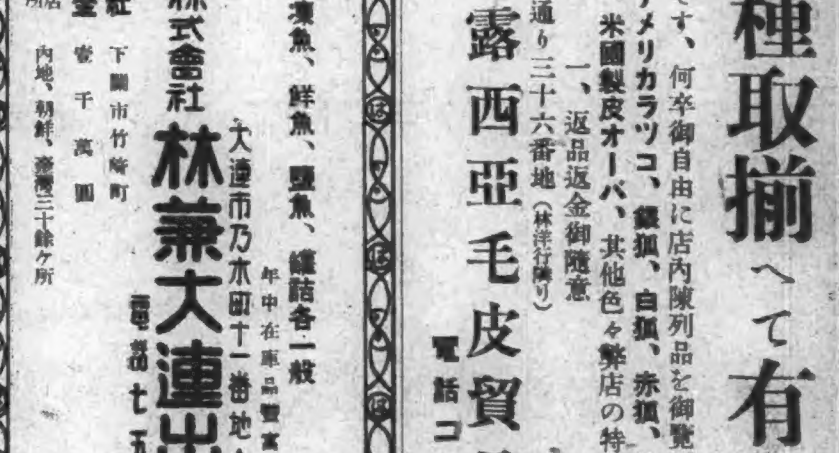 種取揃へて有
です、何卒御自由に店内陳列品を御覽
アメリカラツコ、銀狐、白狐、赤狐、
米國製皮オーバ、其他色々弊店の特
一、返品返金御隨意
通り三十六番地(林洋行隣り)
露西亞毛皮貿
電話コ
凍魚、鮮魚、鹽魚、罐詰各一般
年中在庫品豐富
大連市乃木町十一番地
林兼大連出
電話七五
株式會社
下關市竹崎町
金
壹千萬圓
內地、朝鮮、臺灣三十餘ケ所